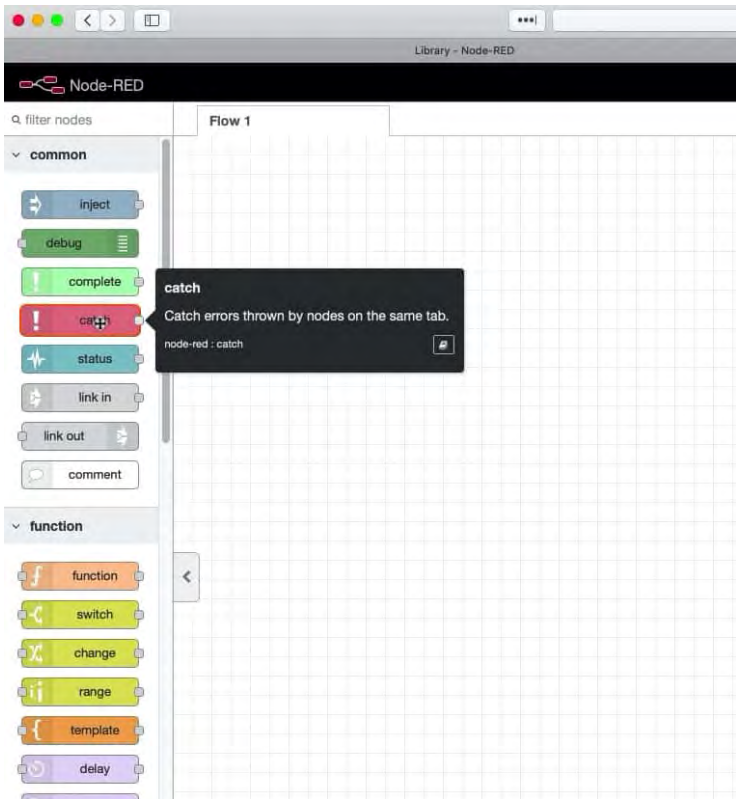 Library - Node-RED
Node-RED
filter nodes
Flow 1
common
inject
debug
complete
catch
status
link in
link out
comment
catch
Catch errors thrown by nodes on the same tab.
node-red : catch
function
function
switch
change
range
template
delay